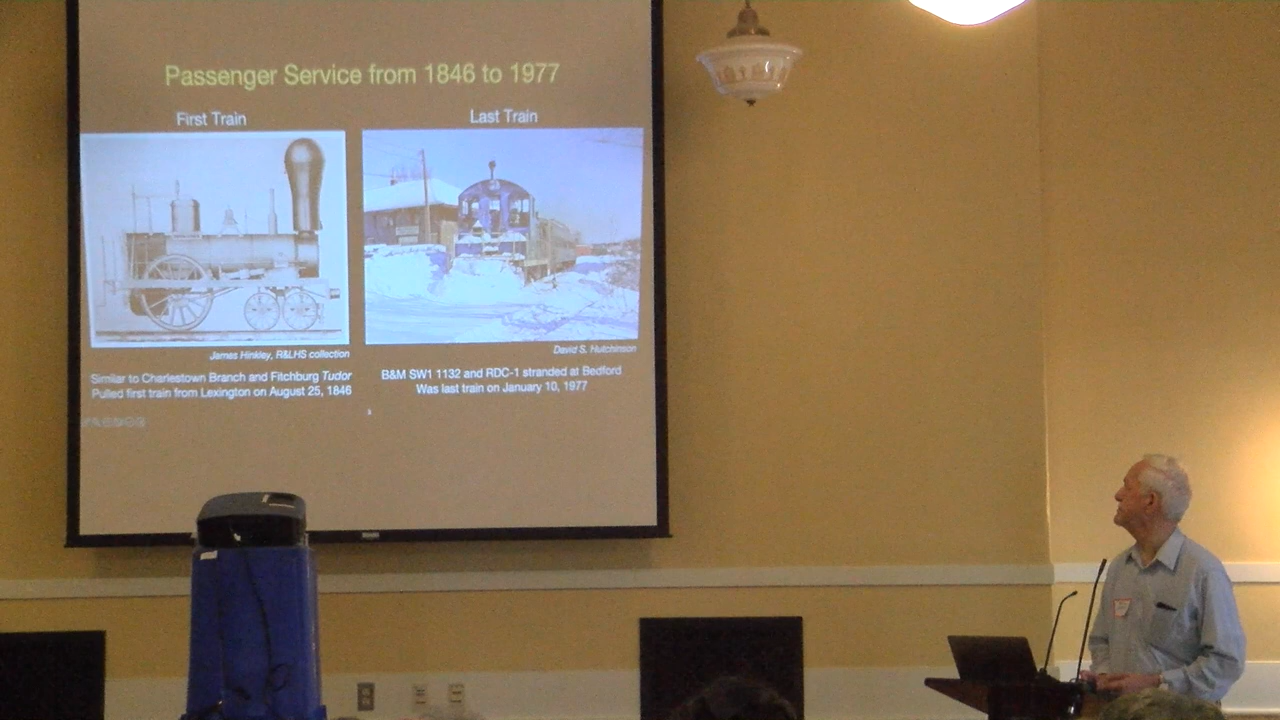 Passenger Service from 1846 to 1977
First Train
Last Train
James Hinkley, R&LHS collection
David S. Hutchinson
Similar to Charlestown Branch and Fitchburg Tudor
Pulled first train from Lexington on August 25, 1846
B&M SW1 1132 and RDC-1 stranded at Bedford
Was last train on January 10, 1977